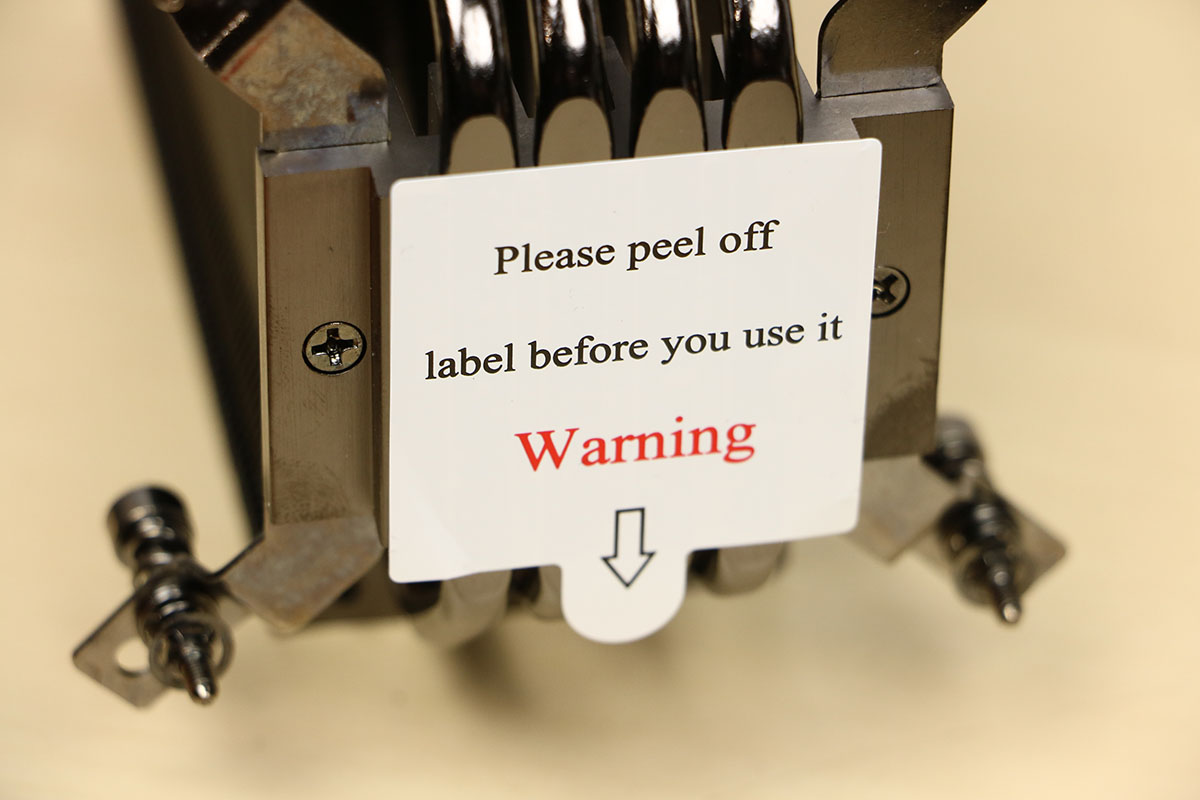 Please peel off
label before you use it
Warning